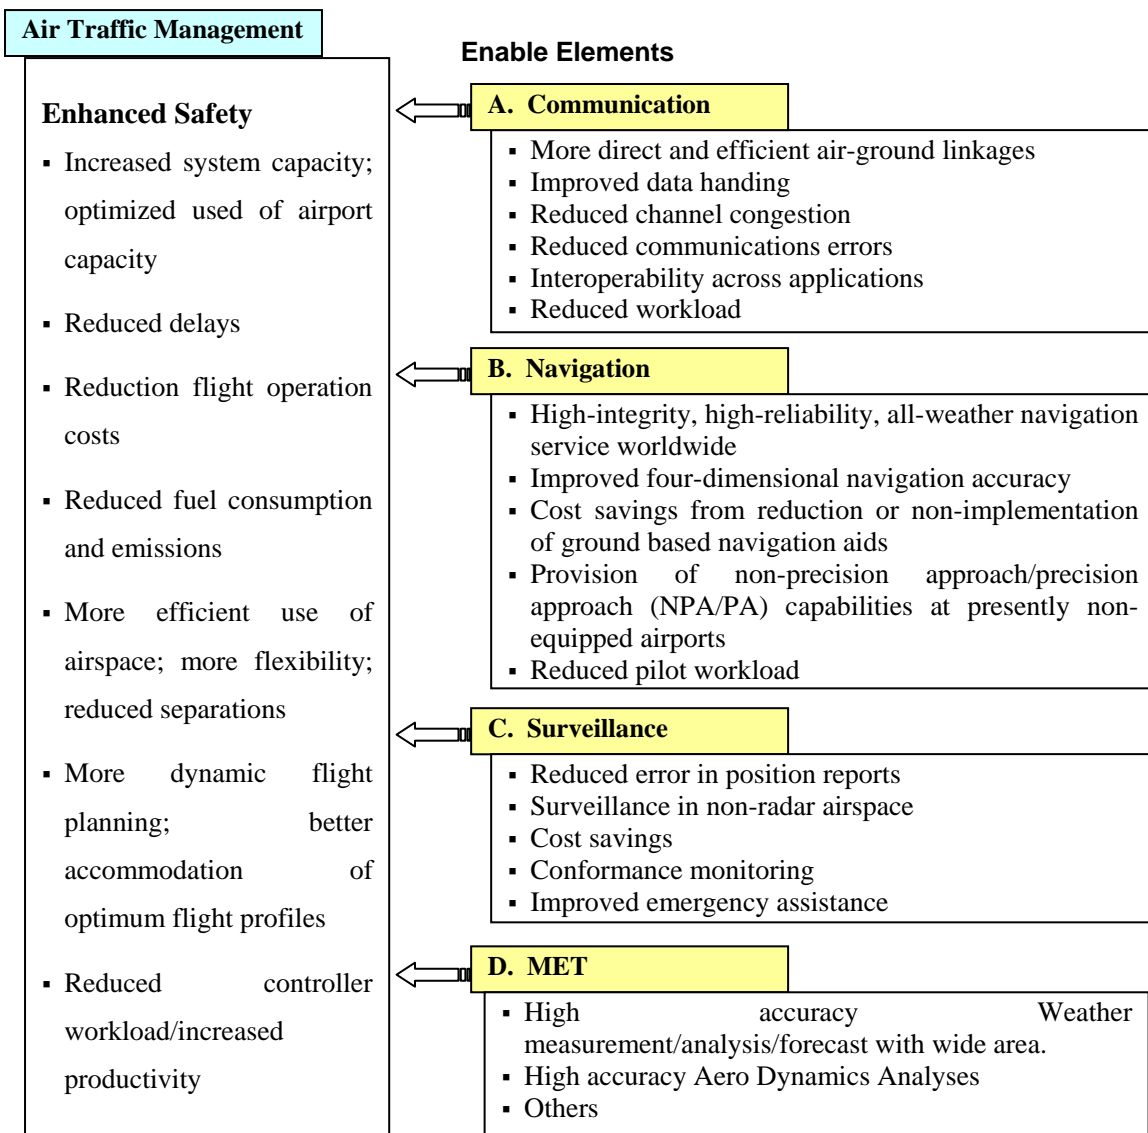 Air Traffic Management
Enhanced Safety
▪ Increased system capacity;
optimized used of airport
capacity
▪ Reduced delays
▪ Reduction flight operation
costs
▪ Reduced fuel consumption
and emissions
▪ More efficient use of
airspace; more flexibility;
reduced separations
▪ More dynamic flight
planning; better
accommodation of
optimum flight profiles
▪ Reduced controller
workload/increased
productivity
Enable Elements
A. Communication
▪ More direct and efficient air-ground linkages
▪ Improved data handing
▪ Reduced channel congestion
▪ Reduced communications errors
▪ Interoperability across applications
▪ Reduced workload
B. Navigation
▪ High-integrity, high-reliability, all-weather navigation
service worldwide
▪ Improved four-dimensional navigation accuracy
▪ Cost savings from reduction or non-implementation
of ground based navigation aids
▪ Provision of non-precision approach/precision
approach (NPA/PA) capabilities at presently non-
equipped airports
▪ Reduced pilot workload
C. Surveillance
▪ Reduced error in position reports
▪ Surveillance in non-radar airspace
▪ Cost savings
▪ Conformance monitoring
▪ Improved emergency assistance
D. MET
▪ High accuracy Weather
measurement/analysis/forecast with wide area.
▪ High accuracy Aero Dynamics Analyses
▪ Others